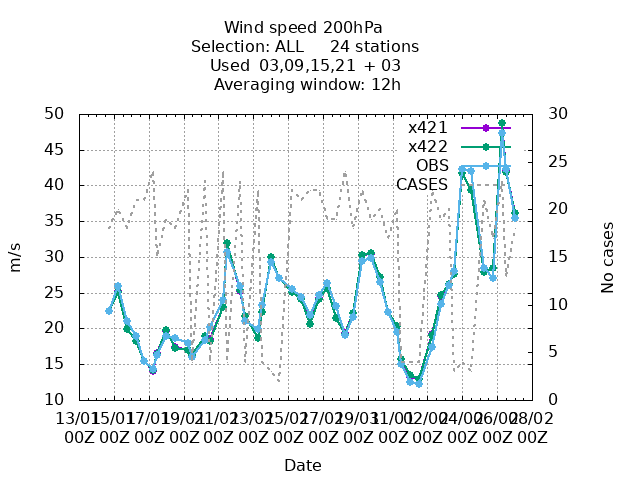 Wind speed 200hPa
Selection: ALL 24 stations
Used 03,09,15,21 + 03
Averaging window: 12h
50
45
40
35
30
25
20
15
10
m/s
x421
x422
OBS
CASES
30
25
20
15
10
5
0
No cases
13/01 15/01 17/01 19/01 21/01 23/01 25/01 27/01 29/01 31/01 02/02 04/02 06/02 08/02
00Z 00Z 00Z 00Z 00Z 00Z 00Z 00Z 00Z 00Z 00Z 00Z 00Z 00Z
Date